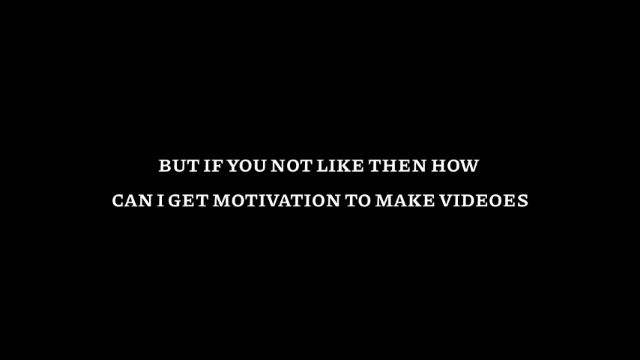 BUT IF YOU NOT LIKE THEN HOW
CAN I GET MOTIVATION TO MAKE VIDEOES